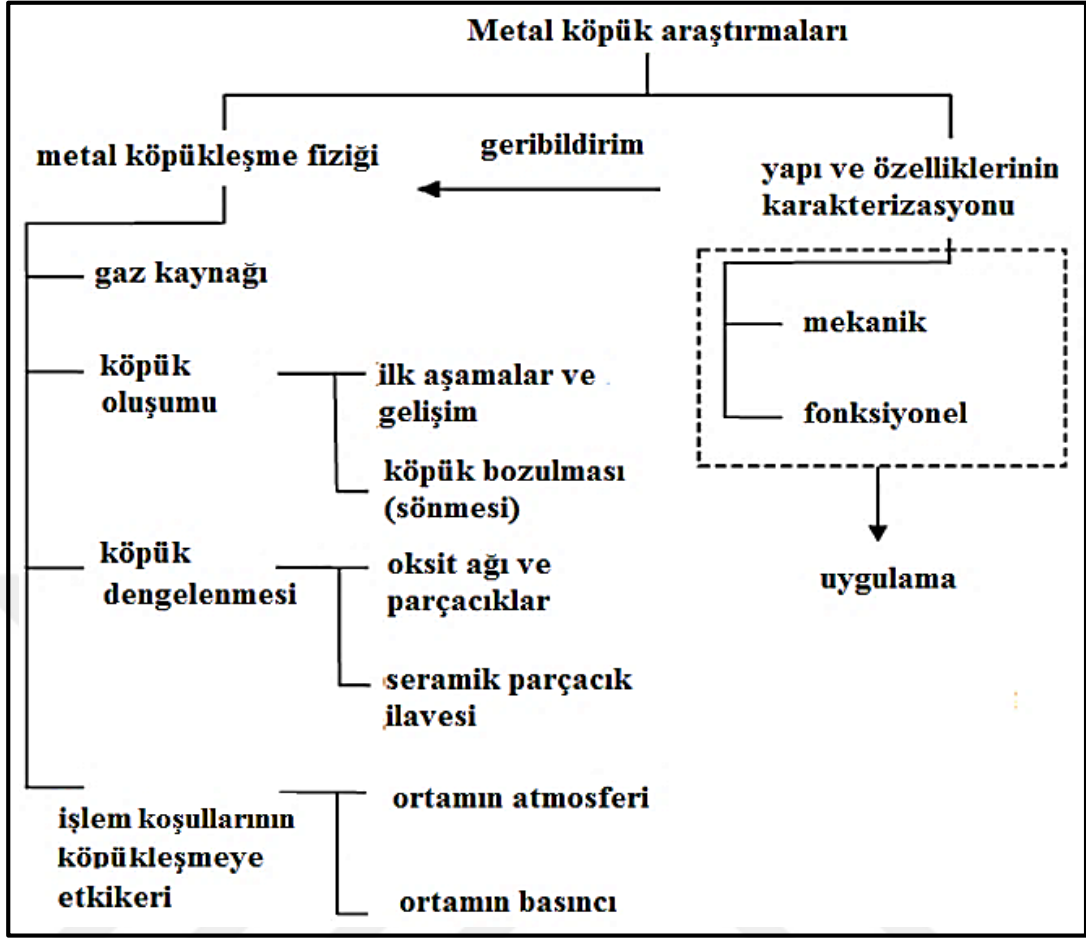 Metal köpük araştırmaları
metal köpükleşme fiziği
geribildirim
yapı ve özelliklerinin
karakterizasyonu
gaz kaynağı
mekanik
köpük
oluşumu
ilk aşamalar ve
gelişim
fonksiyonel
köpük bozulması
(sönmesi)
köpük
dengelenmesi
oksit ağı ve
parçacıklar
uygulama
seramik parçacık
ilavesi
işlem koşullarının
köpükleşmeye
etkikeri
ortamın atmosferi
ortamın basıncı